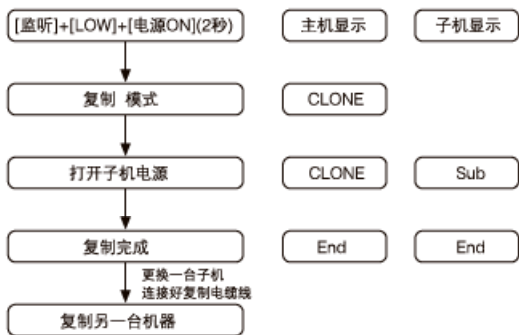 [监听]+[LOW]+[电源ON](2秒) 主机显示 子机显示
复制 模式 CLONE
打开子机电源 CLONE Sub
复制完成 End End
更换一台子机
连接好复制电缆线
复制另一台机器